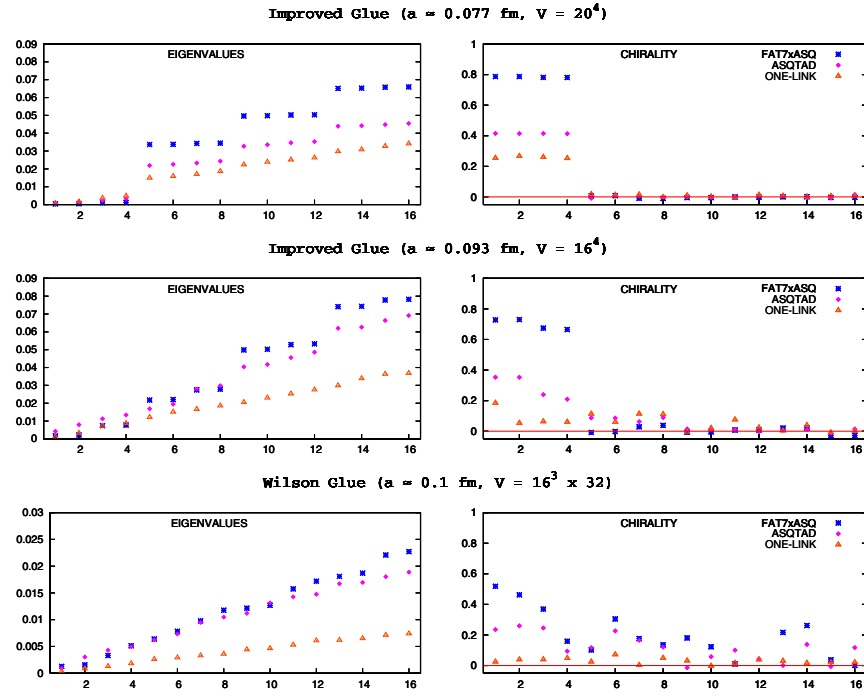 Improved Glue (a ≈ 0.077 fm, V = 20⁴)
EIGENVALUES
0.09
0.08
0.07
0.06
0.05
0.04
0.03
0.02
0.01
0
2 4 6 8 10 12 14 16
CHIRALITY
FAT7xASQ
ASQTAD
ONE-LINK
1
0.8
0.6
0.4
0.2
0
2 4 6 8 10 12 14 16
Improved Glue (a ≈ 0.093 fm, V = 16⁴)
EIGENVALUES
0.09
0.08
0.07
0.06
0.05
0.04
0.03
0.02
0.01
0
2 4 6 8 10 12 14 16
CHIRALITY
FAT7xASQ
ASQTAD
ONE-LINK
1
0.8
0.6
0.4
0.2
0
2 4 6 8 10 12 14 16
Wilson Glue (a ≈ 0.1 fm, V = 16³ x 32)
EIGENVALUES
0.03
0.025
0.02
0.015
0.01
0.005
0
2 4 6 8 10 12 14 16
CHIRALITY
FAT7xASQ
ASQTAD
ONE-LINK
1
0.8
0.6
0.4
0.2
0
2 4 6 8 10 12 14 16